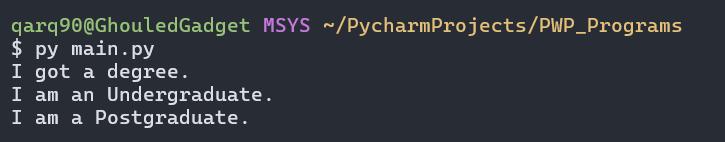 qarq90@GhouledGadget MSYS ~/PycharmProjects/PWP_Programs
$ py main.py
I got a degree.
I am an Undergraduate.
I am a Postgraduate.